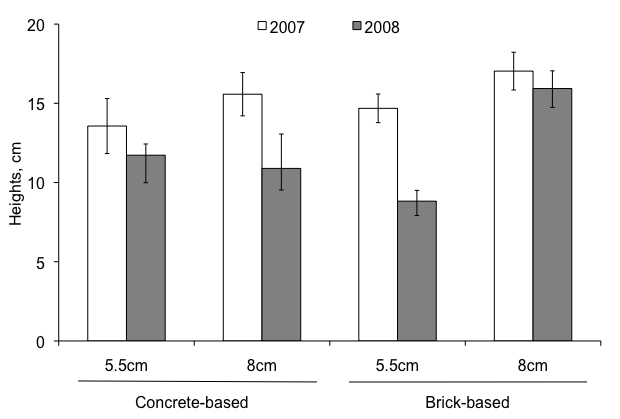 20
2007 2008
15
10
5
0
Heights, cm
5.5cm 8cm 5.5cm 8cm
Concrete-based Brick-based